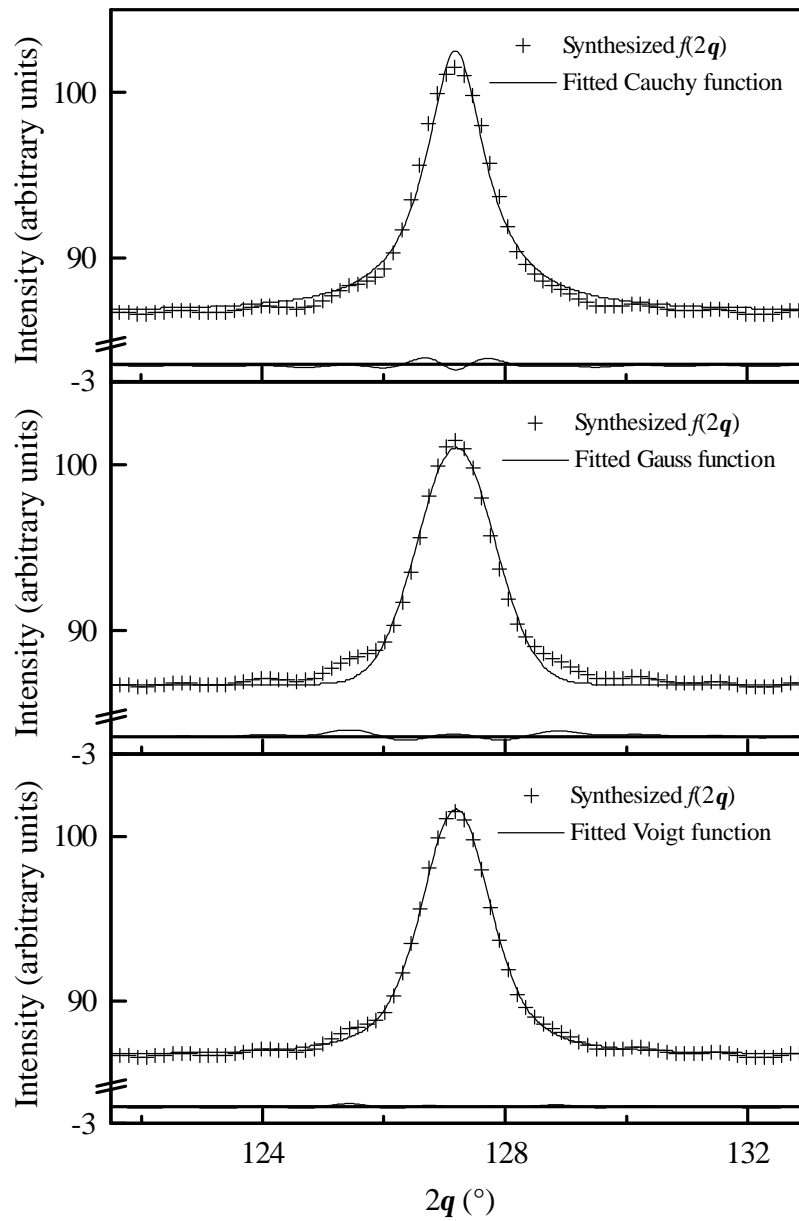 Intensity (arbitrary units)
100
90
-3
+ Synthesized f(2q)
Fitted Cauchy function
Intensity (arbitrary units)
100
90
-3
+ Synthesized f(2q)
Fitted Gauss function
Intensity (arbitrary units)
100
90
-3
+ Synthesized f(2q)
Fitted Voigt function
124 128 132
2q (°)